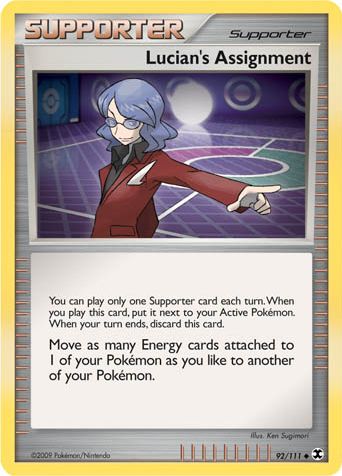 SUPPORTER
Supporter
Lucian's Assignment
You can play only one Supporter card each turn. When
you play this card, put it next to your Active Pokémon.
When your turn ends, discard this card.
Move as many Energy cards attached to
1 of your Pokémon as you like to another
of your Pokémon.
Illus. Ken Sugimori
©2009 Pokémon/Nintendo
92/111